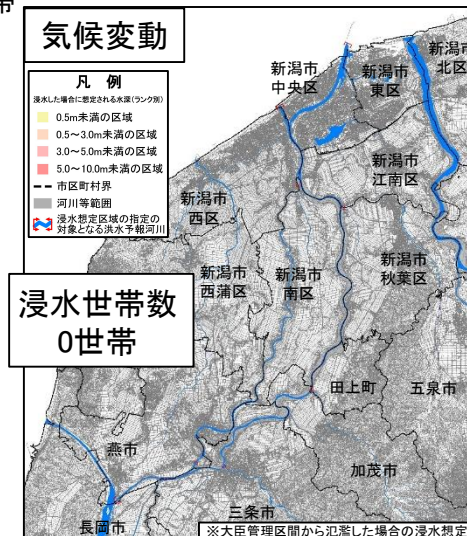 帯
気候変動
凡 例
浸水した場合に想定される水深(ランク別)
0.5m未満の区域
0.5～3.0m未満の区域
3.0～5.0m未満の区域
5.0～10.0m未満の区域
市区町村界
河川等範囲
浸水想定区域の指定の
対象となる洪水予報河川
浸水世帯数
0世帯
新潟市
中央区
新潟市
東区
新潟市
北区
新潟市
江南区
新潟市
西区
新潟市
西蒲区
新潟市
南区
新潟市
秋葉区
田上町
五泉市
燕市
加茂市
三条市
長岡市
※大臣管理区間から氾濫した場合の浸水想定